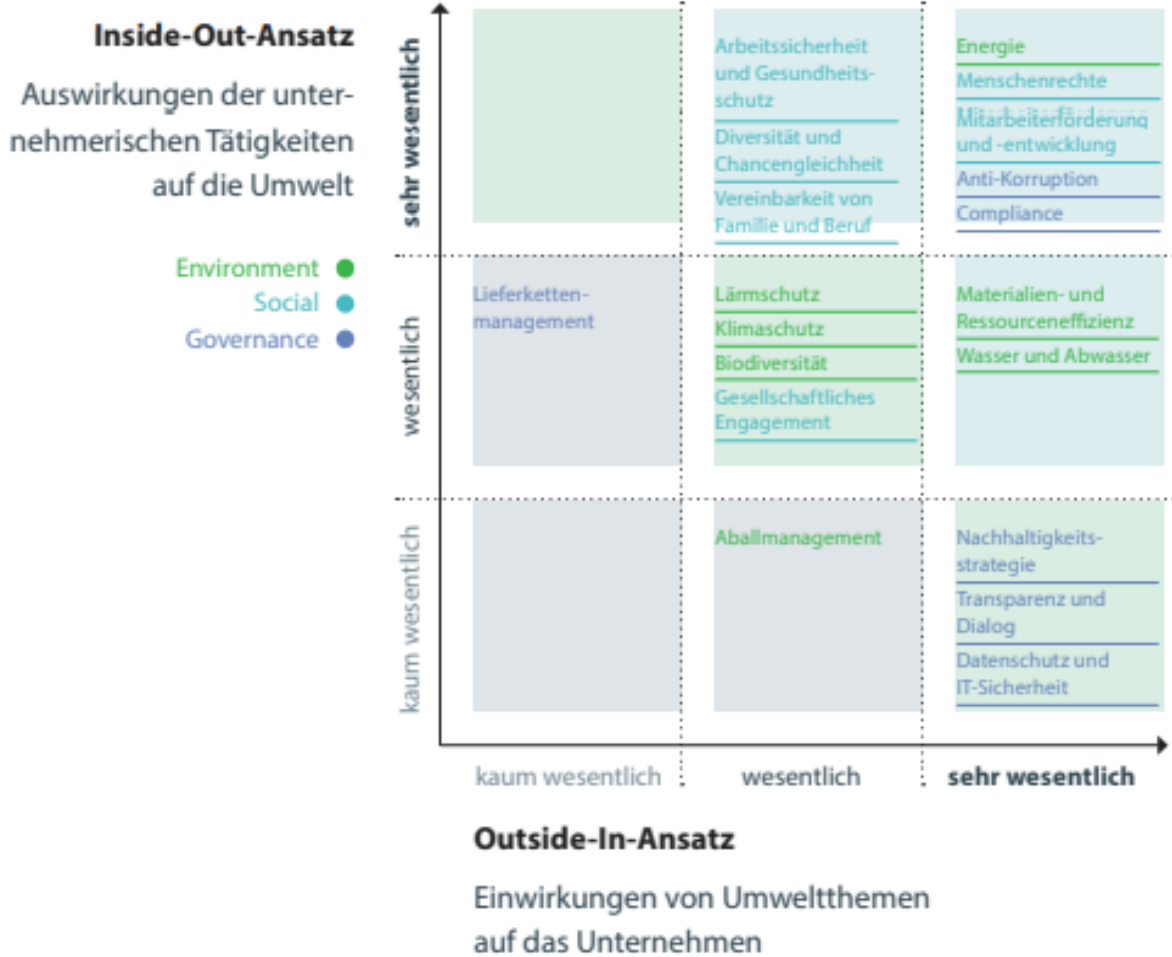 Inside-Out-Ansatz
Auswirkungen der unter-
nehmerischen Tätigkeiten
auf die Umwelt
Environment
Social
Governance
sehr wesentlich
wesentlich
kaum wesentlich
Arbeitssicherheit
und Gesundheits-
schutz
Diversität und
Chancengleichheit
Vereinbarkeit von
Familie und Beruf
Energie
Menschenrechte
Mitarbeiterförderung
und -entwicklung
Anti-Korruption
Compliance
Lieferketten-
management
Lärmschutz
Klimaschutz
Biodiversität
Gesellschaftliches
Engagement
Materialien- und
Ressourceneffizienz
Wasser und Abwasser
Aballmanagement
Nachhaltigkeits-
strategie
Transparenz und
Dialog
Datenschutz und
IT-Sicherheit
kaum wesentlich
wesentlich
sehr wesentlich
Outside-In-Ansatz
Einwirkungen von Umweltthemen
auf das Unternehmen